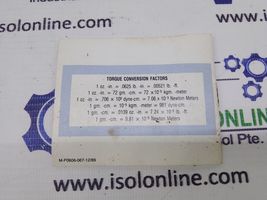 isolonline.com
TORQUE CONVERSION FACTORS
1 oz. -in. = .0625 lb. -in. = .00521 lb. -ft.
1 oz. -in. = 72 gm. -cm. = 72 x 10⁻⁵ kgm. -meter
1 oz. -in. = .706 x 10⁵ dyne-cm = 7.06 x 10⁻³ Newton Meters
1 gm. -cm. = 10⁻⁵ kgm. -meter = 981 dyne-cm
1 gm. -cm. = .0139 oz. -in. = 7.24 x 10⁻⁵ lb. -ft.
1 gm. -cm. = 9.81 x 10⁻⁵ Newton Meters
M-P0606-067-12/86
www.isolonline.com